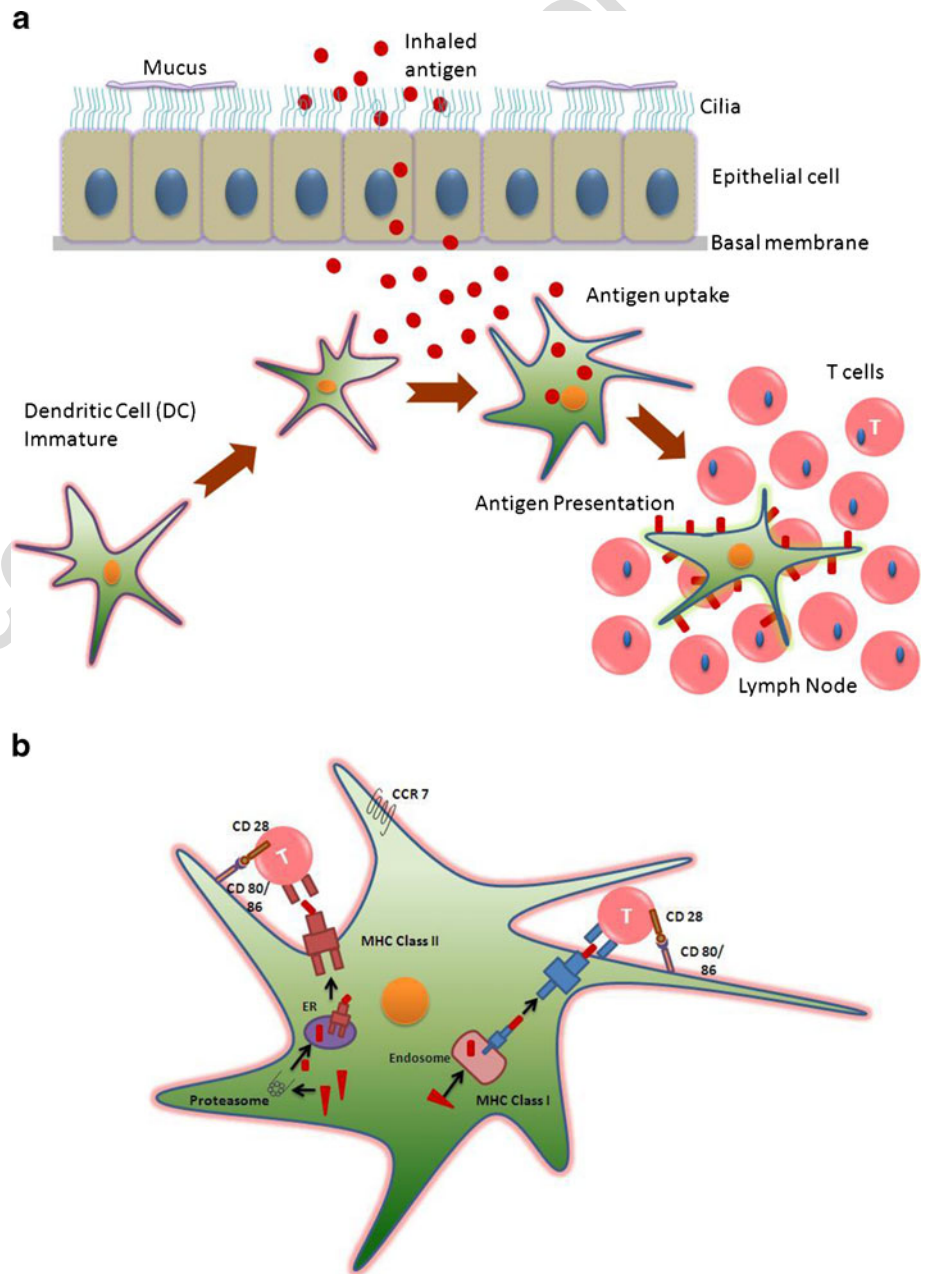 a
Inhaled
antigen
Mucus
Cilia
Epithelial cell
Basal membrane
Antigen uptake
T cells
T
Dendritic Cell (DC)
Immature
Antigen Presentation
Lymph Node
b
CCR 7
CD 28
T
CD 80/
86
MHC Class II
T
CD 28
CD 80/
86
ER
Endosome
Proteasome
MHC Class I